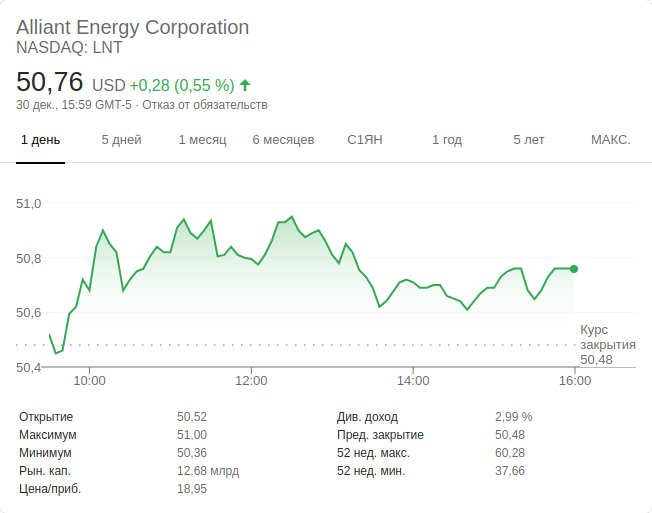 Alliant Energy Corporation
NASDAQ: LNT
50,76 USD +0,28 (0,55 %)
30 дек., 15:59 GMT-5 · Отказ от обязательств
1 день 5 дней 1 месяц 6 месяцев С1ЯН 1 год 5 лет МАКС.
51,0
50,8
50,6
50,4
Курс
закрытия
50,48
10:00 12:00 14:00 16:00
Открытие 50,52 Див. доход 2,99 %
Максимум 51,00 Пред. закрытие 50,48
Минимум 50,36 52 нед. макс. 60,28
Рын. кап. 12,68 млрд 52 нед. мин. 37,66
Цена/приб. 18,95